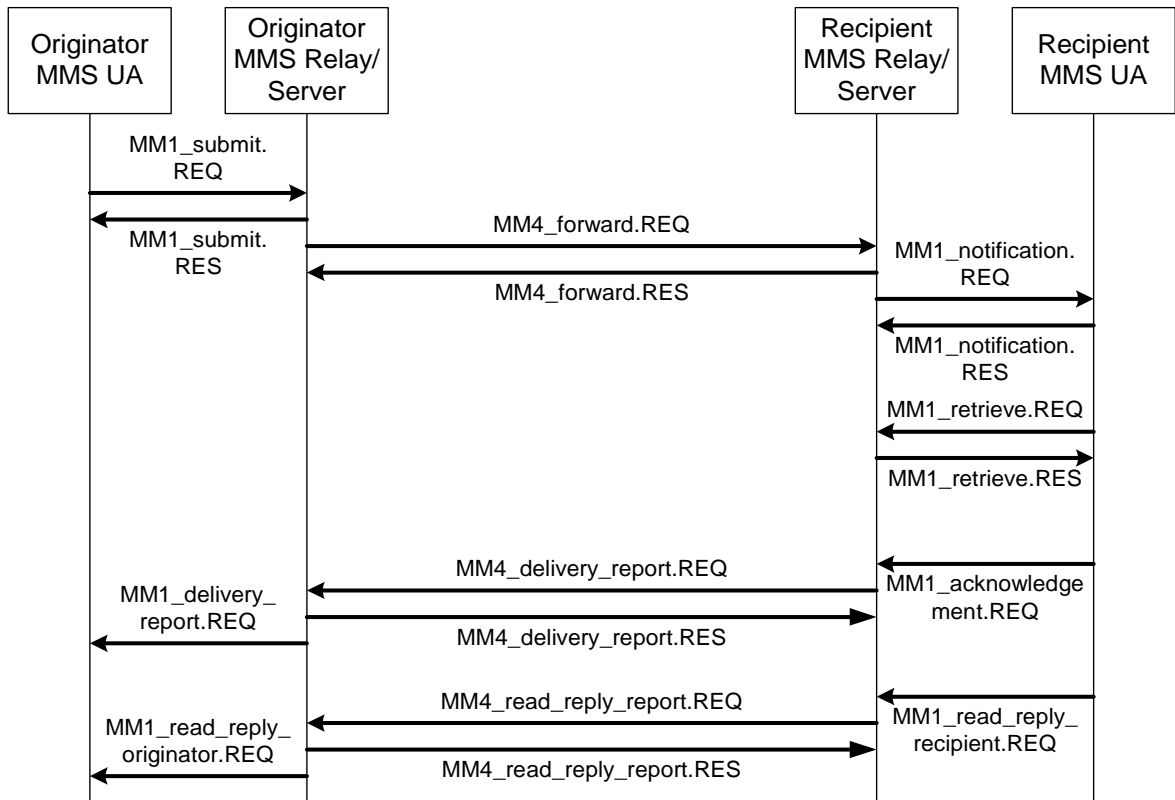 Originator
MMS UA
Originator
MMS Relay/
Server
Recipient
MMS Relay/
Server
Recipient
MMS UA
MM1_submit.
REQ
MM1_submit.
RES
MM4_forward.REQ
MM4_forward.RES
MM1_notification.
REQ
MM1_notification.
RES
MM1_retrieve.REQ
MM1_retrieve.RES
MM4_delivery_report.REQ
MM1_acknowledge
ment.REQ
MM1_delivery_
report.REQ
MM4_delivery_report.RES
MM4_read_reply_report.REQ
MM1_read_reply_
recipient.REQ
MM1_read_reply_
originator.REQ
MM4_read_reply_report.RES